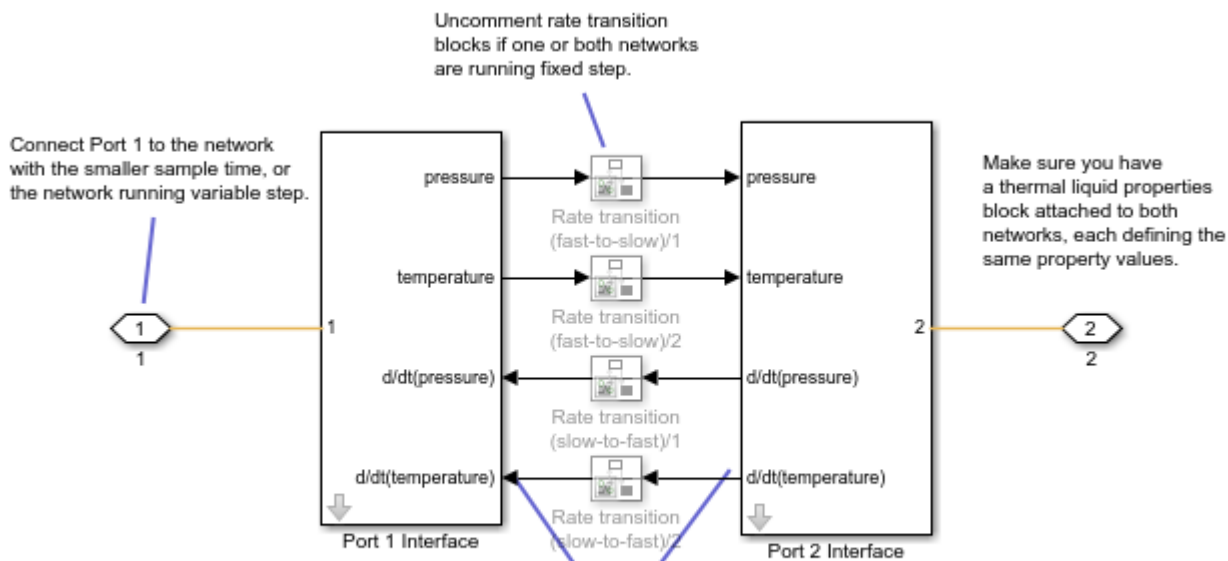 Uncomment rate transition
blocks if one or both networks
are running fixed step.
Connect Port 1 to the network
with the smaller sample time, or
the network running variable step.
Make sure you have
a thermal liquid properties
block attached to both
networks, each defining the
same property values.
pressure
pressure
Rate transition
(fast-to-slow)/1
temperature
temperature
Rate transition
(fast-to-slow)/2
1
1
1
2
2
2
d/dt(pressure)
d/dt(pressure)
Rate transition
(slow-to-fast)/1
d/dt(temperature)
d/dt(temperature)
Rate transition
(slow-to-fast)/2
Port 1 Interface
Port 2 Interface